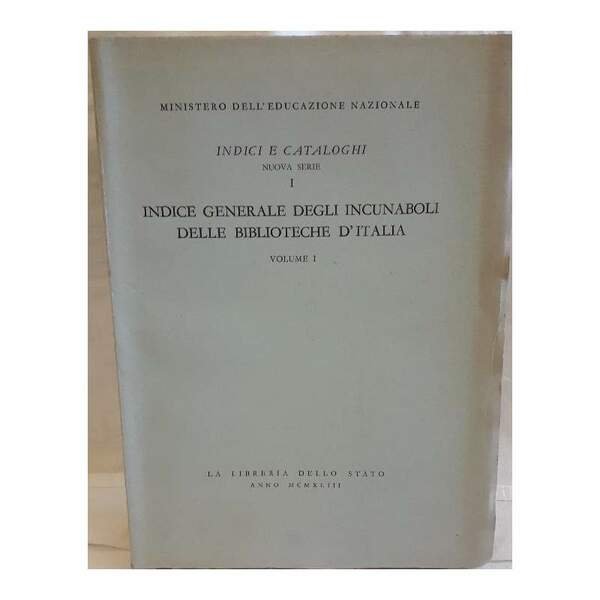 MINISTERO DELL'EDUCAZIONE NAZIONALE
INDICI E CATALOGHI
NUOVA SERIE
I
INDICE GENERALE DEGLI INCUNABOLI
DELLE BIBLIOTECHE D'ITALIA
VOLUME I
LA LIBRERIA DELLO STATO
ANNO MCMXLIII